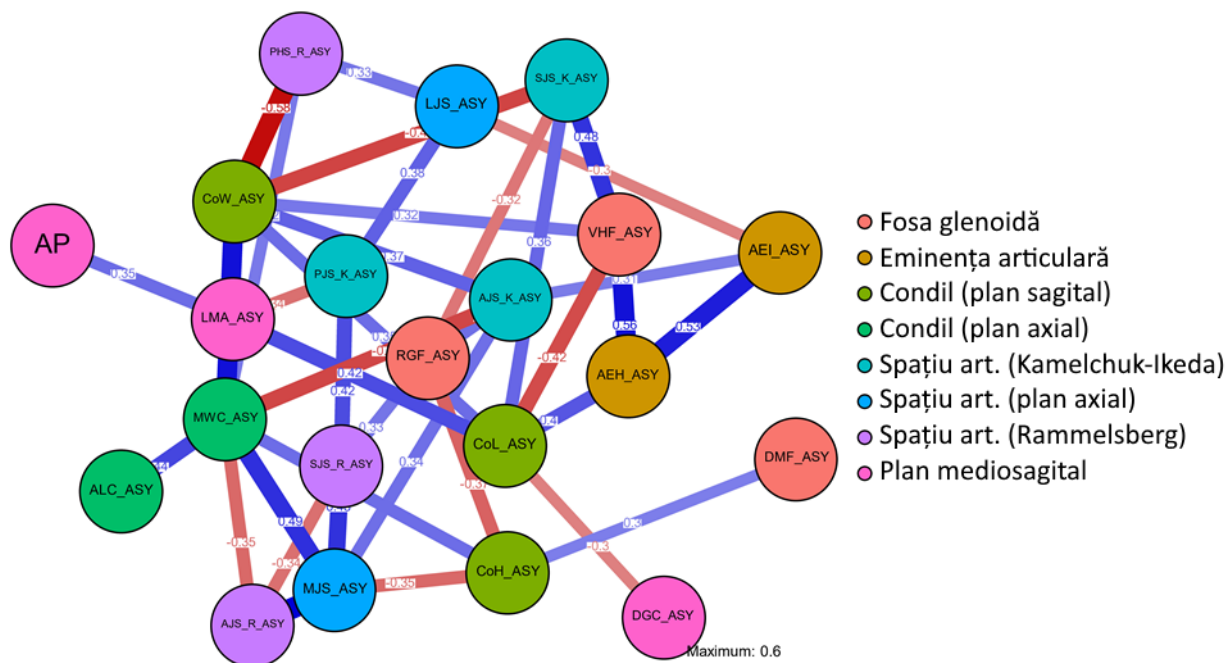 PHS_R_ASY
SJS_K_ASY
0.33
LJS_ASY
-0.58
0.48
0.38
-0.3
CoW_ASY
-0.32
AP
0.32
VHF_ASY
AEI_ASY
0.36
0.37
0.35
PJS_K_ASY
0.31
AJS_K_ASY
LMA_ASY
0.56
0.53
RGF_ASY
-0.42
0.42
AEH_ASY
MWC_ASY
0.42
0.4
0.33
CoL_ASY
DMF_ASY
SJS_R_ASY
0.34
ALC_ASY
0.49
0.3
-0.35
-0.3
CoH_ASY
-0.35
MJS_ASY
AJS_R_ASY
DGC_ASY
Maximum: 0.6
Fosa glenoidă
Eminența articulară
Condil (plan sagital)
Condil (plan axial)
Spațiu art. (Kamelchuk-Ikeda)
Spațiu art. (plan axial)
Spațiu art. (Rammelsberg)
Plan mediosagital